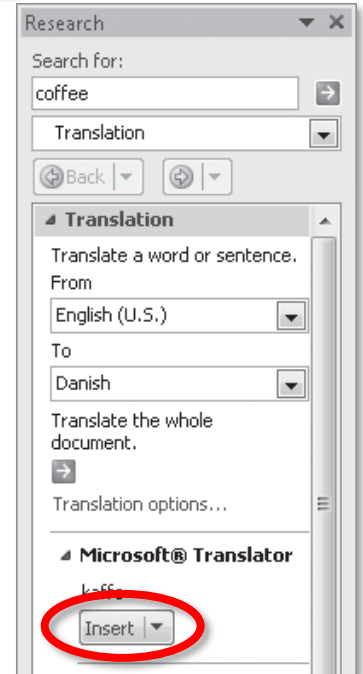 Research
Search for:
coffee
Translation
Back
Translation
Translate a word or sentence.
From
English (U.S.)
To
Danish
Translate the whole
document.
Translation options...
Microsoft® Translator
kaffe
Insert